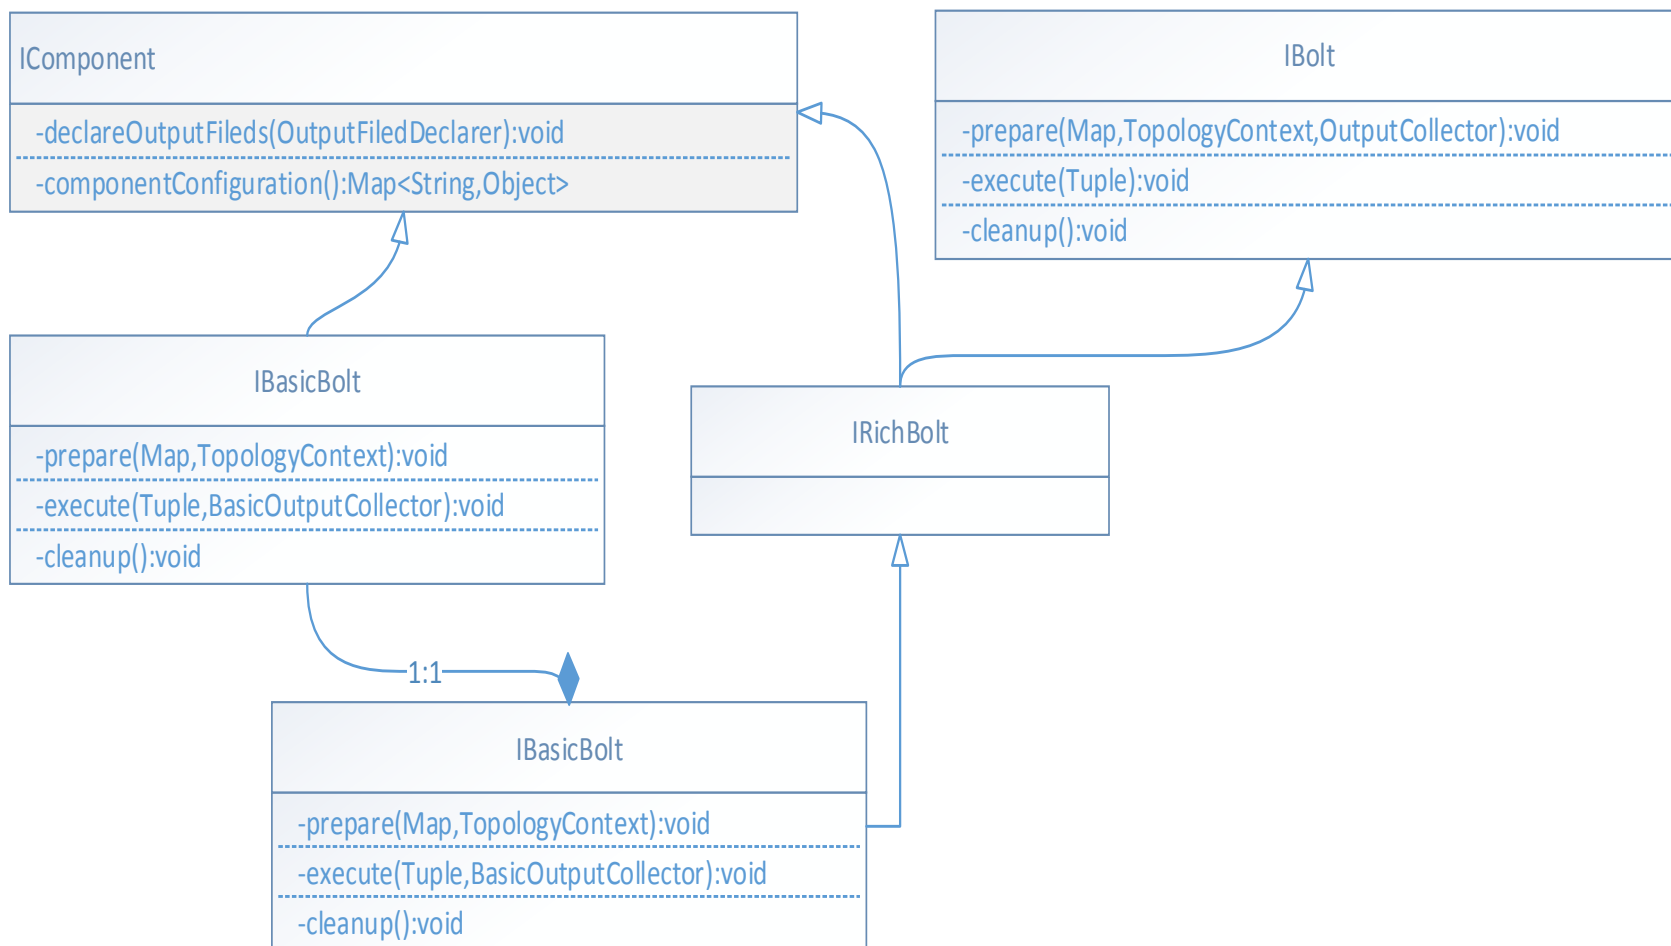 IComponent
-declareOutputFileds(OutputFiledDeclarer):void
-componentConfiguration():Map<String,Object>
IBolt
-prepare(Map,TopologyContext,OutputCollector):void
-execute(Tuple):void
-cleanup():void
IBasicBolt
-prepare(Map,TopologyContext):void
-execute(Tuple,BasicOutputCollector):void
-cleanup():void
IRichBolt
1:1
IBasicBolt
-prepare(Map,TopologyContext):void
-execute(Tuple,BasicOutputCollector):void
-cleanup():void